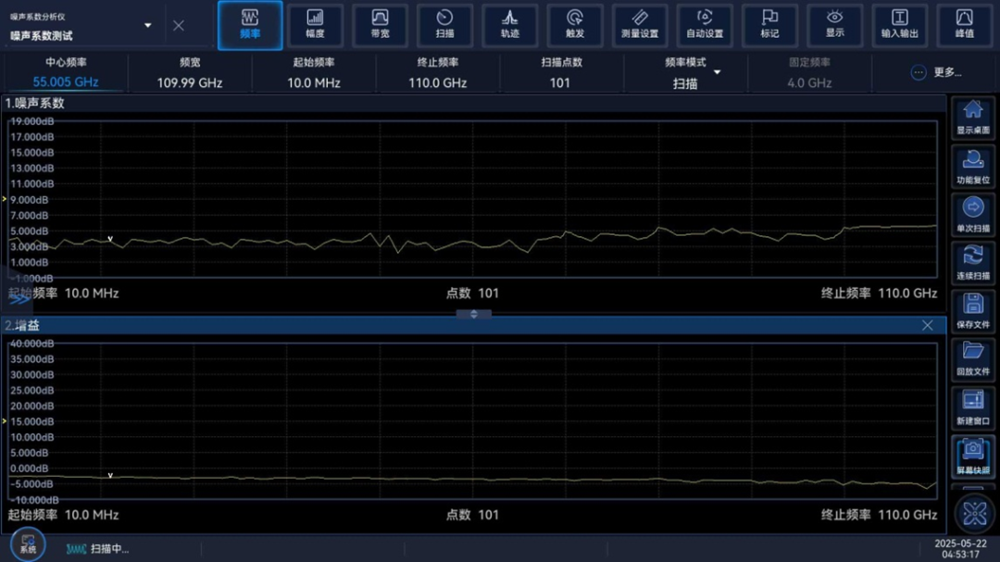 噪声系数分析仪
噪声系数测试
频率
幅度
带宽
扫描
轨迹
触发
测量设置
自动设置
标记
显示
输入输出
峰值
中心频率
55.005 GHz
频宽
109.99 GHz
起始频率
10.0 MHz
终止频率
110.0 GHz
扫描点数
101
频率模式
扫描
固定频率
4.0 GHz
更多...
1.噪声系数
19.000dB
17.000dB
15.000dB
13.000dB
11.000dB
9.000dB
7.000dB
5.000dB
3.000dB
1.000dB
-1.000dB
起始频率 10.0 MHz
点数 101
终止频率 110.0 GHz
2.增益
40.000dB
35.000dB
30.000dB
25.000dB
20.000dB
15.000dB
10.000dB
5.000dB
0.000dB
-5.000dB
-10.000dB
起始频率 10.0 MHz
点数 101
终止频率 110.0 GHz
显示桌面
功能复位
单次扫描
连续扫描
保存文件
回放文件
新建窗口
屏幕快照
系统
扫描中...
2025-05-22
04:53:17